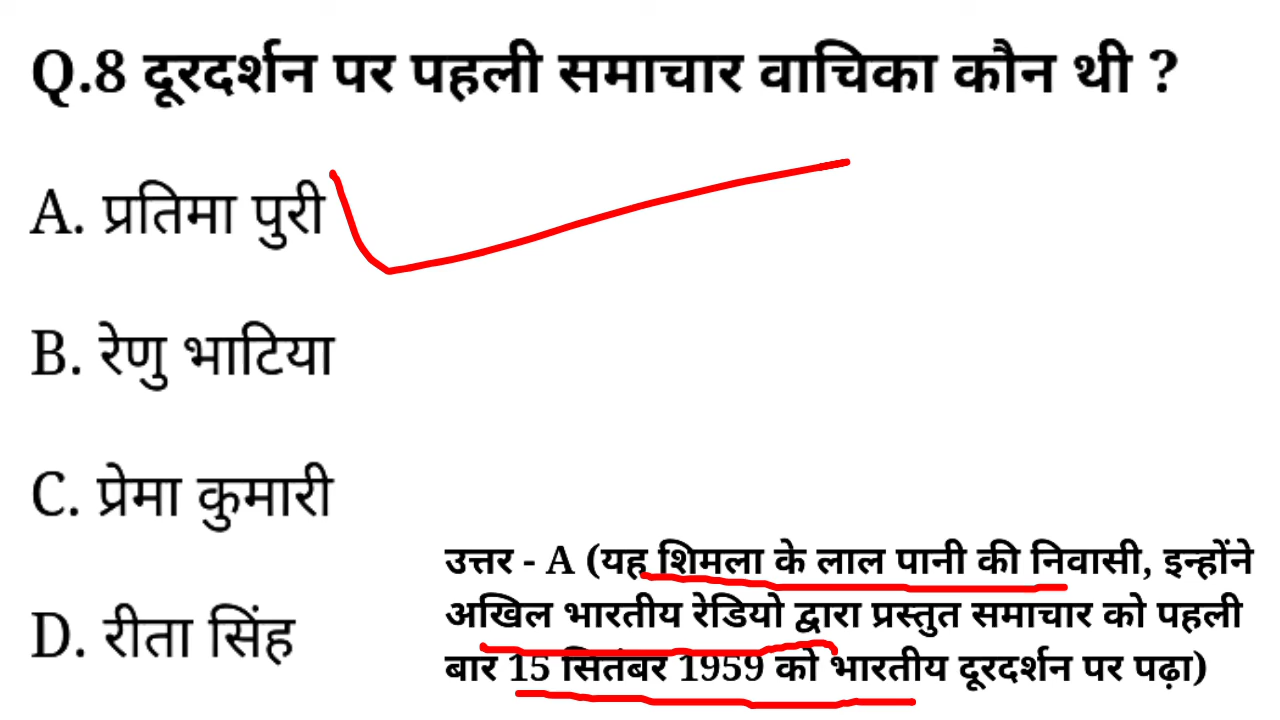 Q.8 दूरदर्शन पर पहली समाचार वाचिका कौन थी ?
A. प्रतिमा पुरी
B. रेणु भाटिया
C. प्रेमा कुमारी
D. रीता सिंह
उत्तर - A (यह शिमला के लाल पानी की निवासी, इन्होंने
अखिल भारतीय रेडियो द्वारा प्रस्तुत समाचार को पहली
बार 15 सितंबर 1959 को भारतीय दूरदर्शन पर पढ़ा)